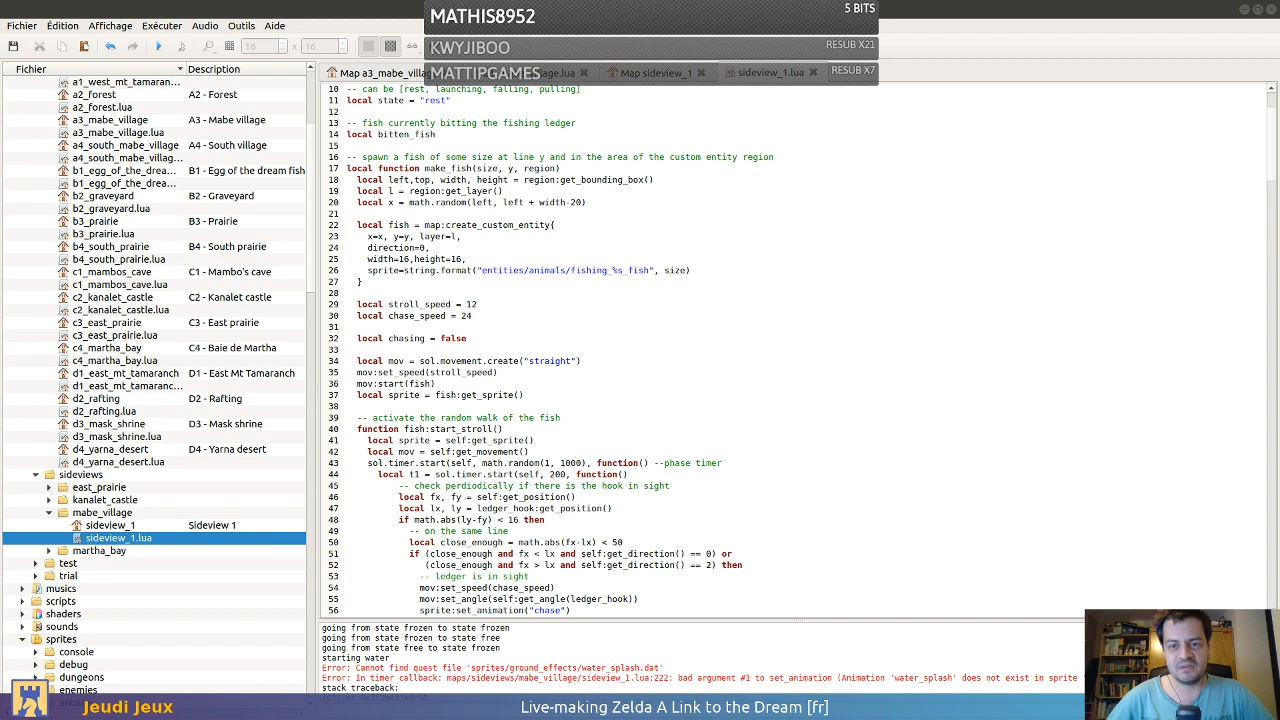 MATHIS8952 5 BITS
KWYJIBOO RESUB X21
MATTIPGAMES RESUB X7
Fichier Édition Affichage Exécution Audio Outils Aide
16 x 16
Fichier Description
Map a3_mabe_villag lage.lua Map sideview_1 sideview_1.lua
a1_west_mt_tamaran...
a2_forest A2 - Forest
a2_forest.lua
a3_mabe_village A3 - Mabe village
a3_mabe_village.lua
a4_south_mabe_village A4 - South village
a4_south_mabe_villag...
b1_egg_of_the_drea... B1 - Egg of the dream fish
b1_egg_of_the_drea...
b2_graveyard B2 - Graveyard
b2_graveyard.lua
b3_prairie B3 - Prairie
b3_prairie.lua
b4_south_prairie B4 - South prairie
b4_south_prairie.lua
c1_mambos_cave C1 - Mambo's cave
c1_mambos_cave.lua
c2_kanalet_castle C2 - Kanalet castle
c2_kanalet_castle.lua
c3_east_prairie C3 - East prairie
c3_east_prairie.lua
c4_martha_bay C4 - Baie de Martha
c4_martha_bay.lua
d1_east_mt_tamaranch D1 - East Mt Tamaranch
d1_east_mt_tamaranc...
d2_rafting D2 - Rafting
d2_rafting.lua
d3_mask_shrine D3 - Mask shrine
d3_mask_shrine.lua
d4_yarna_desert D4 - Yarna desert
d4_yarna_desert.lua
sideviews
east_prairie
kanalet_castle
mabe_village
sideview_1 Sideview 1
sideview_1.lua
martha_bay
test
trial
musics
scripts
shaders
sounds
sprites
console
debug
dungeons
enemies
10 -- can be [rest, launching, falling, pulling]
11 local state = "rest"
12
13 -- fish currently bitting the fishing ledger
14 local bitten_fish
15
16 -- spawn a fish of some size at line y and in the area of the custom entity region
17 local function make_fish(size, y, region)
18 local left,top, width, height = region:get_bounding_box()
19 local l = region:get_layer()
20 local x = math.random(left, left + width-20)
21
22 local fish = map:create_custom_entity{
23 x=x, y=y, layer=l,
24 direction=0,
25 width=16,height=16,
26 sprite=string.format("entities/animals/fishing_%s_fish", size)
27 }
28
29 local stroll_speed = 12
30 local chase_speed = 24
31
32 local chasing = false
33
34 local mov = sol.movement.create("straight")
35 mov:set_speed(stroll_speed)
36 mov:start(fish)
37 local sprite = fish:get_sprite()
38
39 -- activate the random walk of the fish
40 function fish:start_stroll()
41 local sprite = self:get_sprite()
42 local mov = self:get_movement()
43 sol.timer.start(self, math.random(1, 1000), function() --phase timer
44 local t1 = sol.timer.start(self, 200, function()
45 -- check perdiodically if there is the hook in sight
46 local fx, fy = self:get_position()
47 local lx, ly = ledger_hook:get_position()
48 if math.abs(ly-fy) < 16 then
49 -- on the same line
50 local close_enough = math.abs(fx-lx) < 50
51 if (close_enough and fx < lx and self:get_direction() == 0) or
52 (close_enough and fx > lx and self:get_direction() == 2) then
53 -- ledger is in sight
54 mov:set_speed(chase_speed)
55 mov:set_angle(self:get_angle(ledger_hook))
56 sprite:set_animation("chase")
going from state frozen to state frozen
going from state frozen to state free
going from state free to state frozen
starting water
Error: Cannot find quest file 'sprites/ground_effects/water_splash.dat'
Error: In timer callback: maps/sideviews/mabe_village/sideview_1.lua:222: bad argument #1 to set_animation (Animation 'water_splash' does not exist in sprite '
stack traceback:
Jeudi Jeux Live-making Zelda A Link to the Dream [fr]